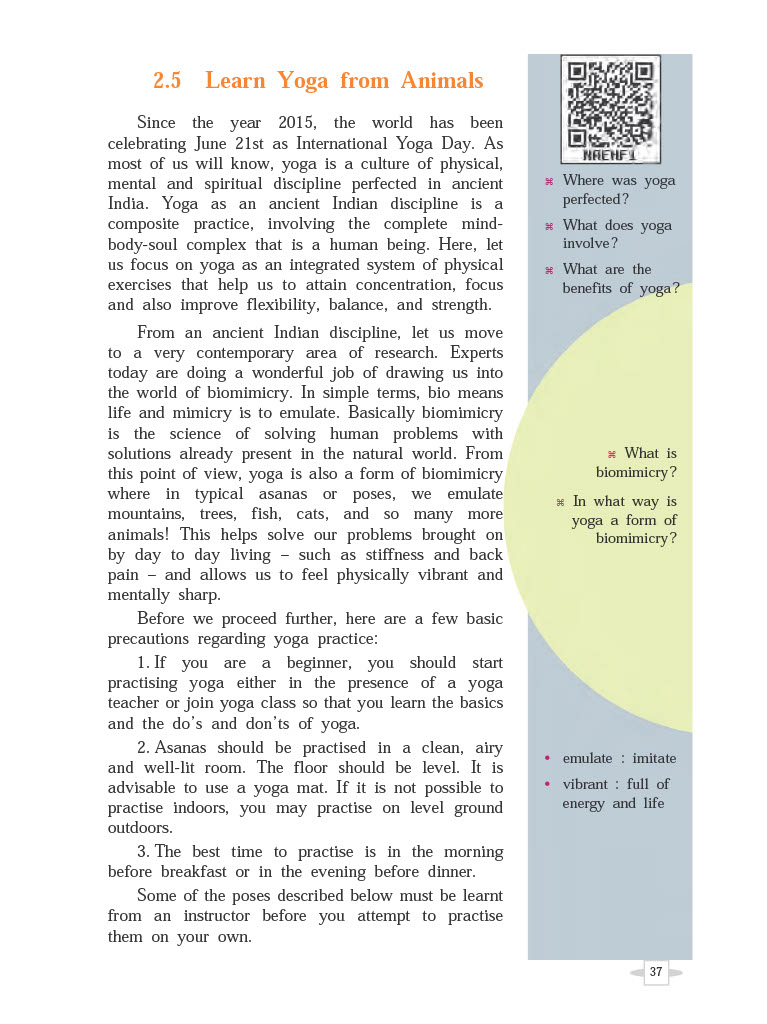 2.5 Learn Yoga from Animals
Since the year 2015, the world has been
celebrating June 21st as International Yoga Day. As
most of us will know, yoga is a culture of physical,
mental and spiritual discipline perfected in ancient
India. Yoga as an ancient Indian discipline is a
composite practice, involving the complete mind-
body-soul complex that is a human being. Here, let
us focus on yoga as an integrated system of physical
exercises that help us to attain concentration, focus
and also improve flexibility, balance, and strength.
From an ancient Indian discipline, let us move
to a very contemporary area of research. Experts
today are doing a wonderful job of drawing us into
the world of biomimicry. In simple terms, bio means
life and mimicry is to emulate. Basically biomimicry
is the science of solving human problems with
solutions already present in the natural world. From
this point of view, yoga is also a form of biomimicry
where in typical asanas or poses, we emulate
mountains, trees, fish, cats, and so many more
animals! This helps solve our problems brought on
by day to day living – such as stiffness and back
pain – and allows us to feel physically vibrant and
mentally sharp.
Before we proceed further, here are a few basic
precautions regarding yoga practice:
1. If you are a beginner, you should start
practising yoga either in the presence of a yoga
teacher or join yoga class so that you learn the basics
and the do's and don'ts of yoga.
2. Asanas should be practised in a clean, airy
and well-lit room. The floor should be level. It is
advisable to use a yoga mat. If it is not possible to
practise indoors, you may practise on level ground
outdoors.
3. The best time to practise is in the morning
before breakfast or in the evening before dinner.
Some of the poses described below must be learnt
from an instructor before you attempt to practise
them on your own.
⌘ Where was yoga
perfected?
⌘ What does yoga
involve?
⌘ What are the
benefits of yoga?
⌘ What is
biomimicry?
⌘ In what way is
yoga a form of
biomimicry?
• emulate : imitate
• vibrant : full of
energy and life
37